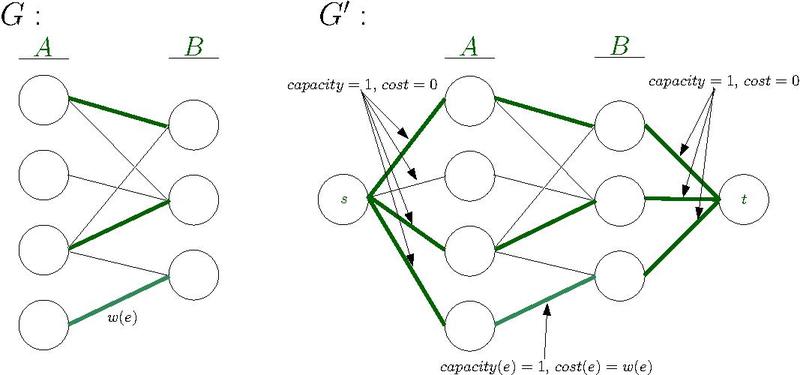 G :
A
B
w(e)
G′ :
A
B
capacity = 1, cost = 0
capacity = 1, cost = 0
s
t
capacity(e) = 1, cost(e) = w(e)